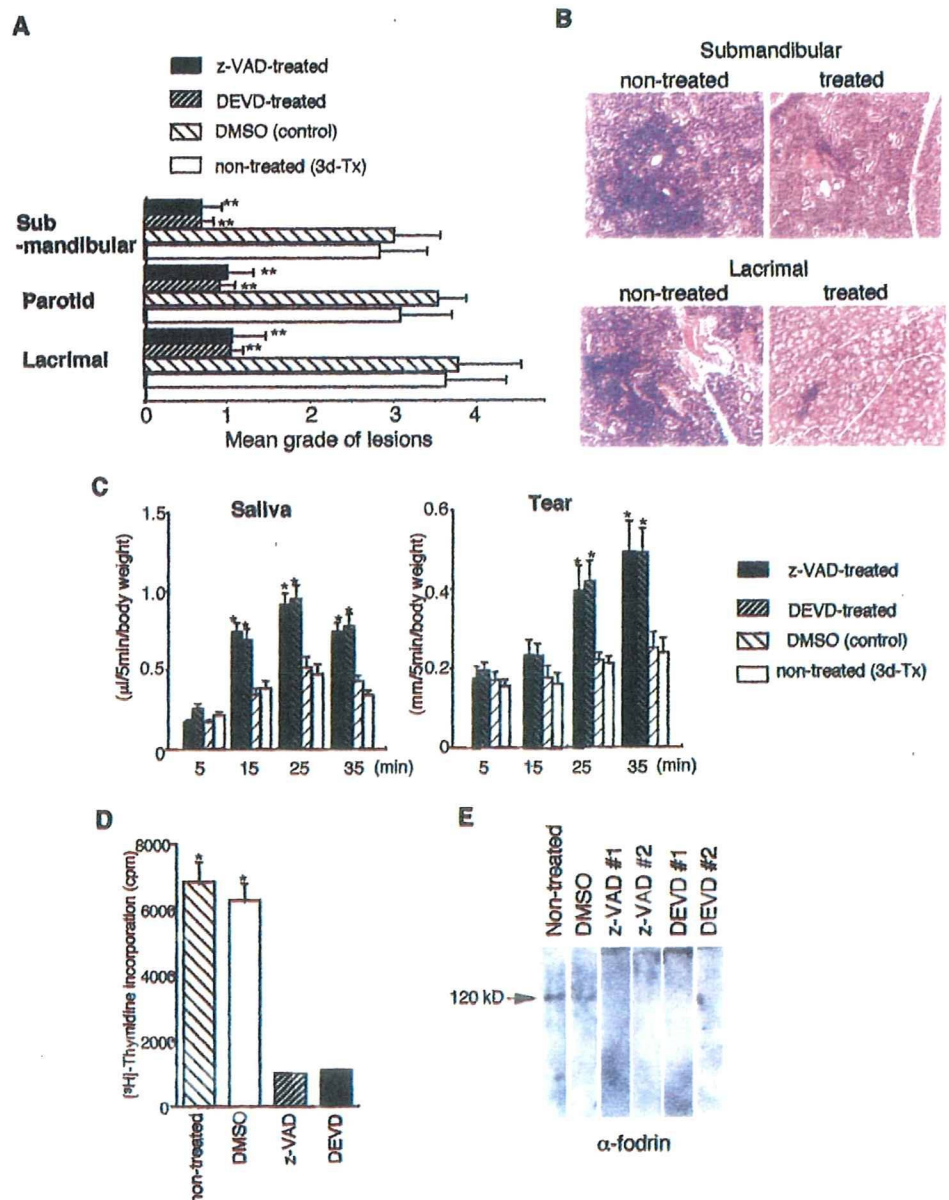 A
z-VAD-treated
DEVD-treated
DMSO (control)
non-treated (3d-Tx)
Sub
-mandibular
**
**
Parotid
**
**
Lacrimal
**
**
0 1 2 3 4
Mean grade of lesions
B
Submandibular
non-treated treated
Lacrimal
non-treated treated
C
Saliva
(μl/5min/body weight)
1.5
1.0
0.5
0
* *
* *
* *
5 15 25 35 (min)
Tear
(mm/5min/body weight)
0.6
0.4
0.2
0
* *
* *
5 15 25 35 (min)
z-VAD-treated
DEVD-treated
DMSO (control)
non-treated (3d-Tx)
D
[³H]-Thymidine incorporation (cpm)
8000
6000
4000
2000
0
* *
non-treated
DMSO
z-VAD
DEVD
E
Non-treated
DMSO
z-VAD #1
z-VAD #2
DEVD #1
DEVD #2
120 kD
α-fodrin